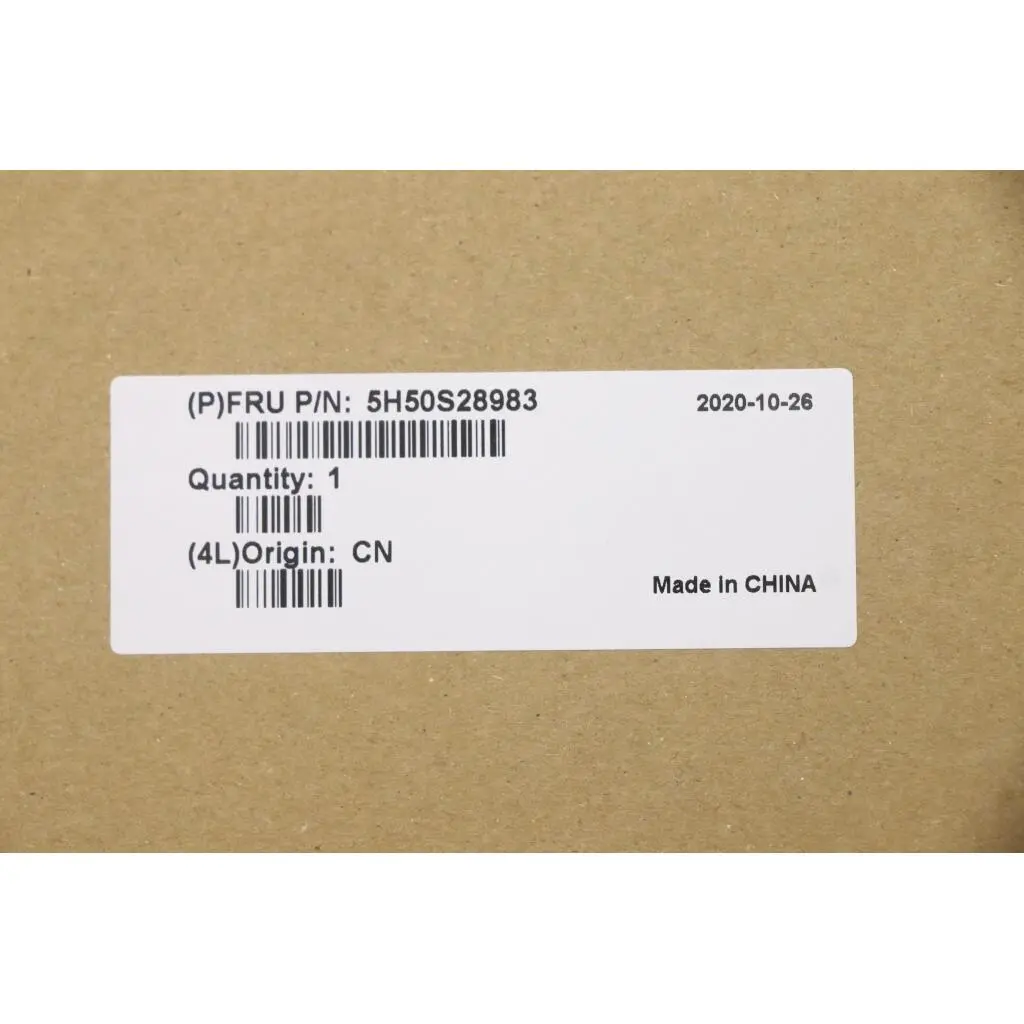 (P)FRU P/N: 5H50S28983
2020-10-26
Quantity: 1
(4L)Origin: CN
Made in CHINA